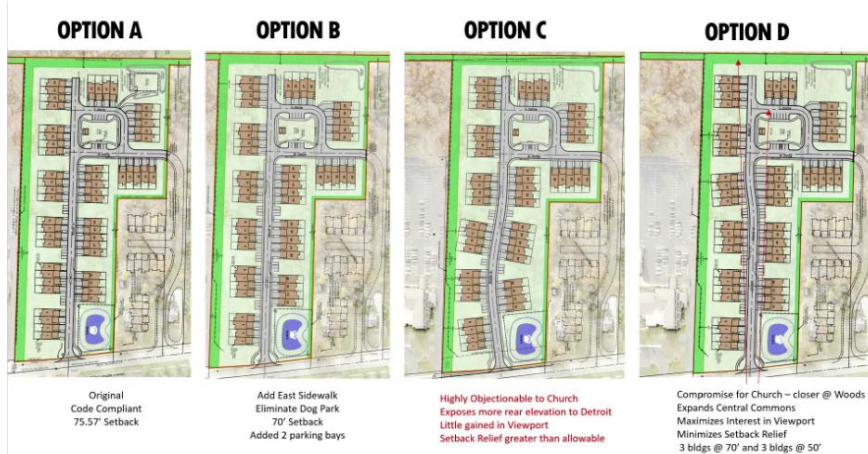 OPTION A
OPTION B
OPTION C
OPTION D
Original
Code Compliant
75.57' Setback
Add East Sidewalk
Eliminate Dog Park
70' Setback
Added 2 parking bays
Highly Objectionable to Church
Exposes more rear elevation to Detroit
Little gained in Viewport
Setback Relief greater than allowable
Compromise for Church – closer @ Woods
Expands Central Commons
Maximizes Interest in Viewport
Minimizes Setback Relief
3 bldgs @ 70' and 3 bldgs @ 50'